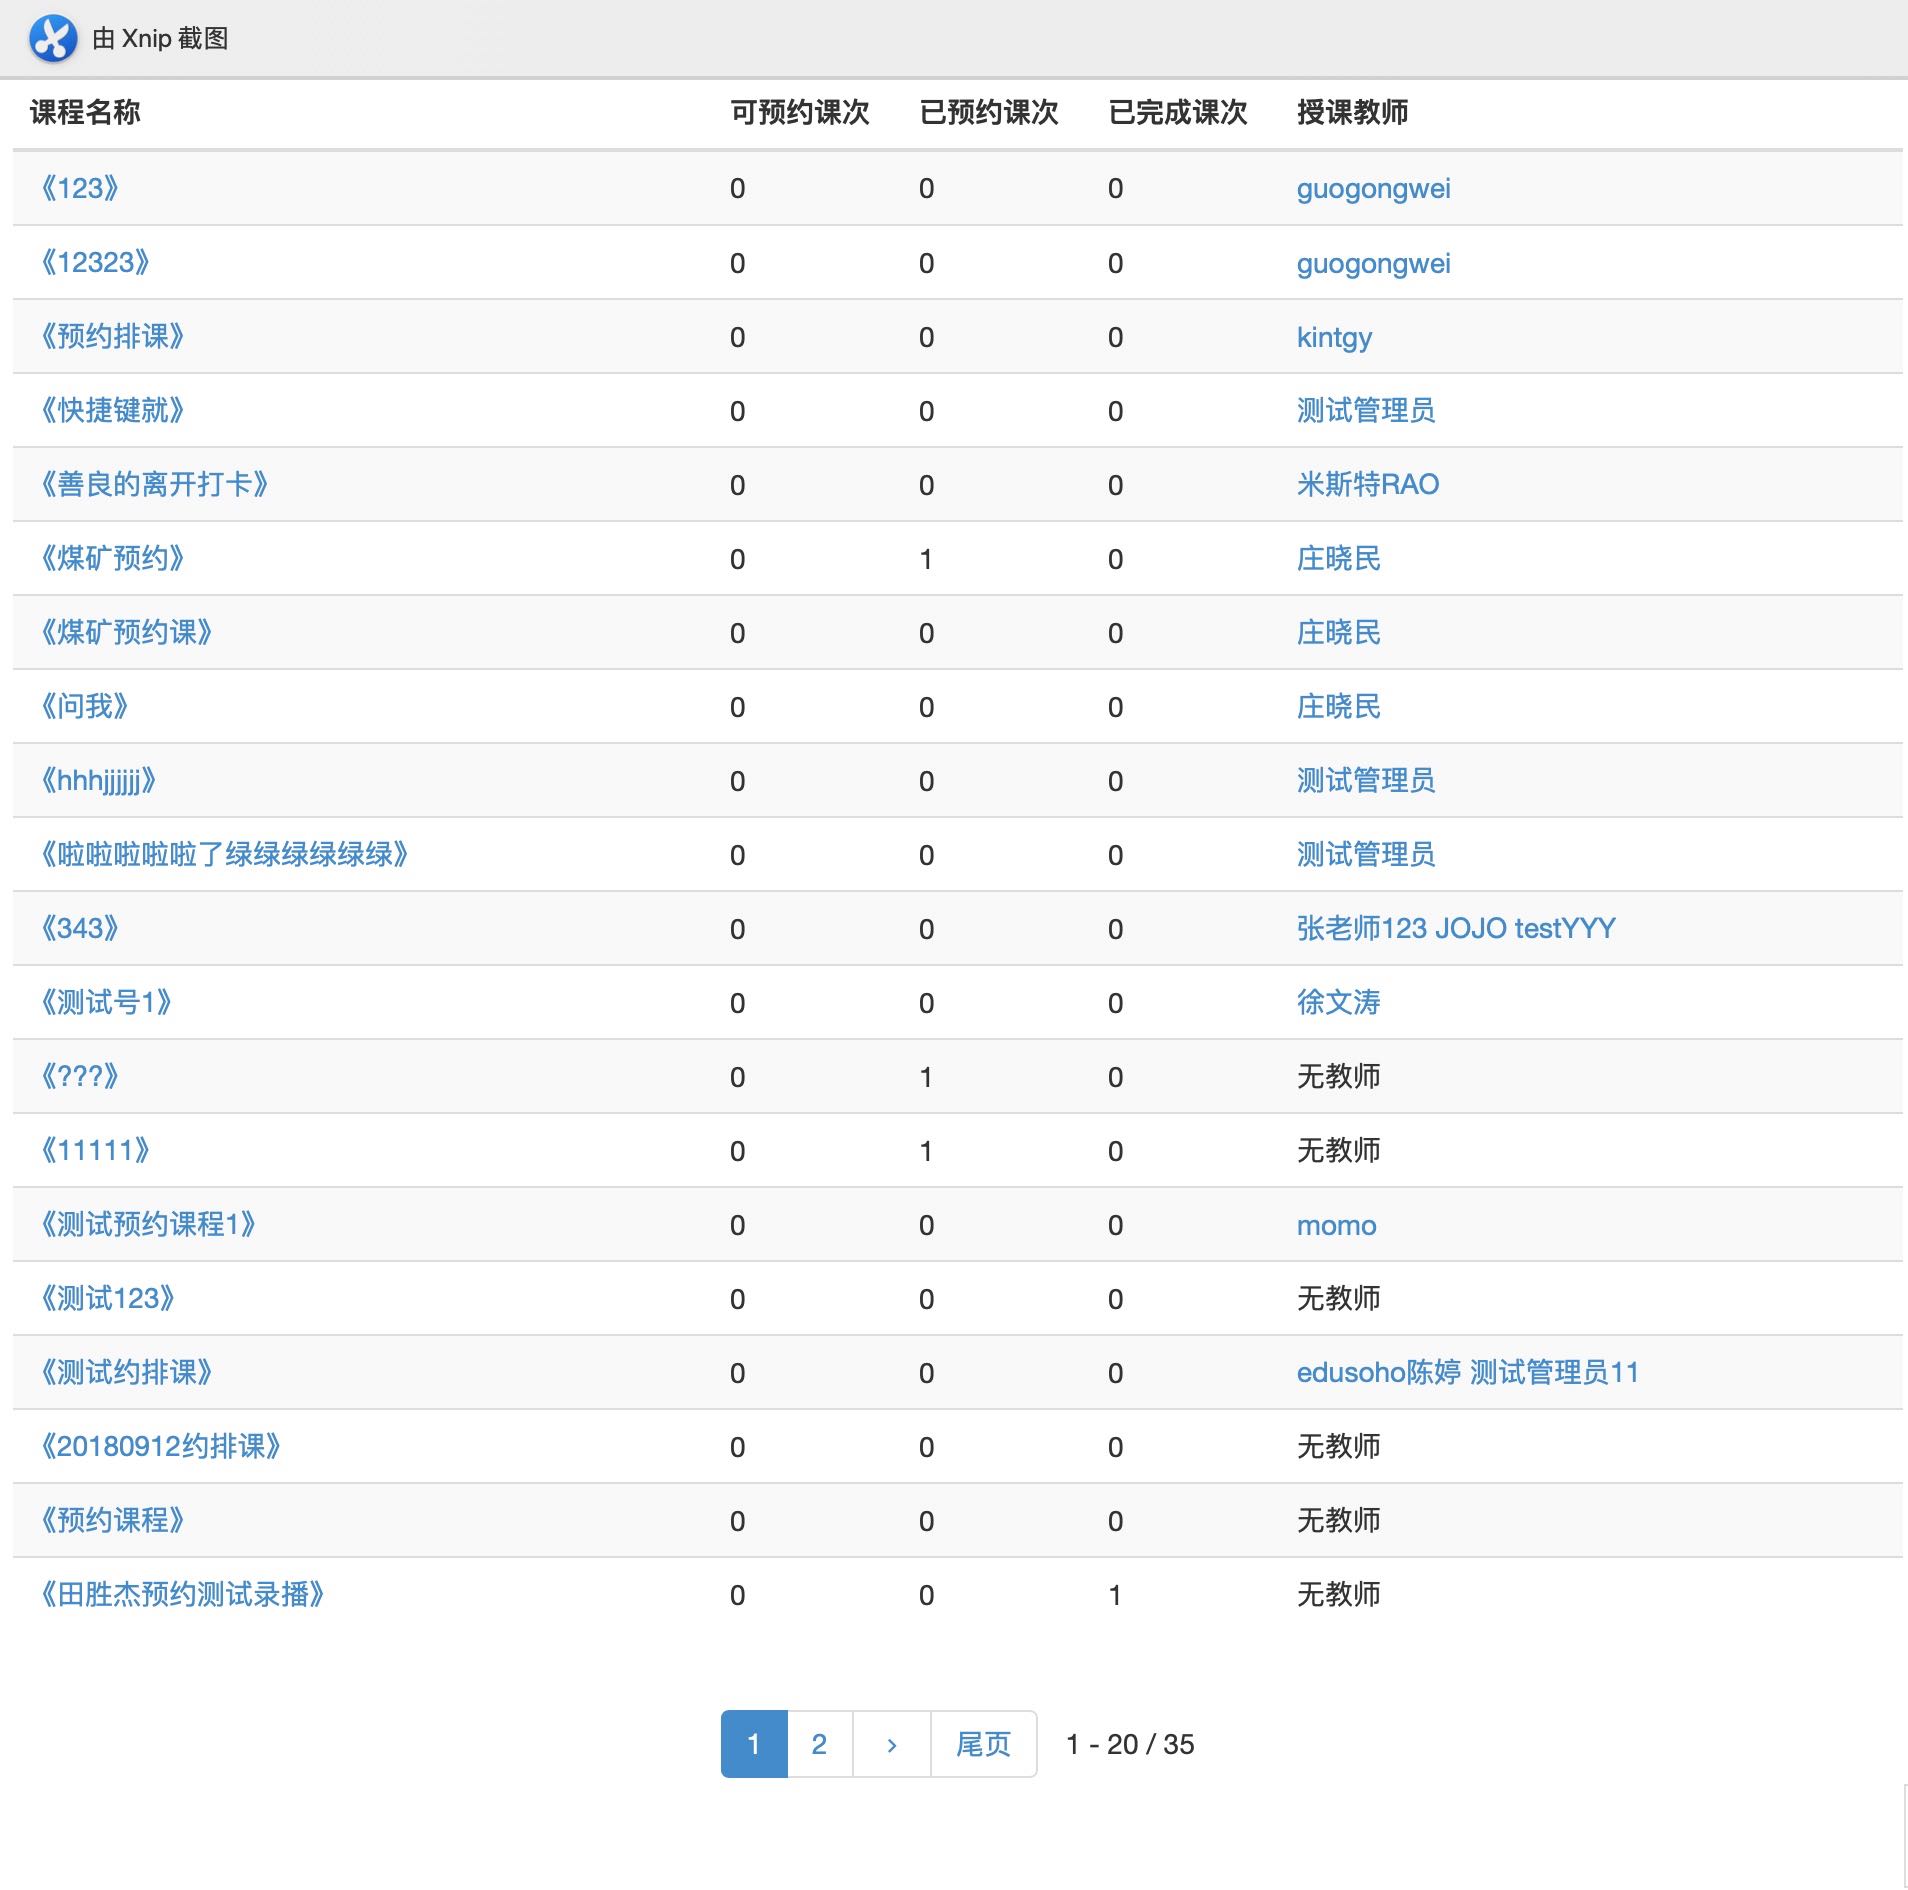 由 Xnip 截图
课程名称 可预约课次 已预约课次 已完成课次 授课教师
《123》 0 0 0 guogongwei
《12323》 0 0 0 guogongwei
《预约排课》 0 0 0 kintgy
《快捷键就》 0 0 0 测试管理员
《善良的离开打卡》 0 0 0 米斯特RAO
《煤矿预约》 0 1 0 庄晓民
《煤矿预约课》 0 0 0 庄晓民
《问我》 0 0 0 庄晓民
《hhhjjjjjj》 0 0 0 测试管理员
《啦啦啦啦啦了绿绿绿绿绿绿》 0 0 0 测试管理员
《343》 0 0 0 张老师123 JOJO testYYY
《测试号1》 0 0 0 徐文涛
《???》 0 1 0 无教师
《11111》 0 1 0 无教师
《测试预约课程1》 0 0 0 momo
《测试123》 0 0 0 无教师
《测试约排课》 0 0 0 edusoho陈婷 测试管理员11
《20180912约排课》 0 0 0 无教师
《预约课程》 0 0 0 无教师
《田胜杰预约测试录播》 0 0 1 无教师
1 2 › 尾页 1 - 20 / 35